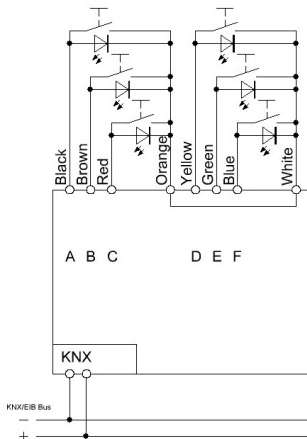 Black Brown Red Orange Yellow Green Blue White
A B C D E F
KNX
KNX/EIB Bus
−
+